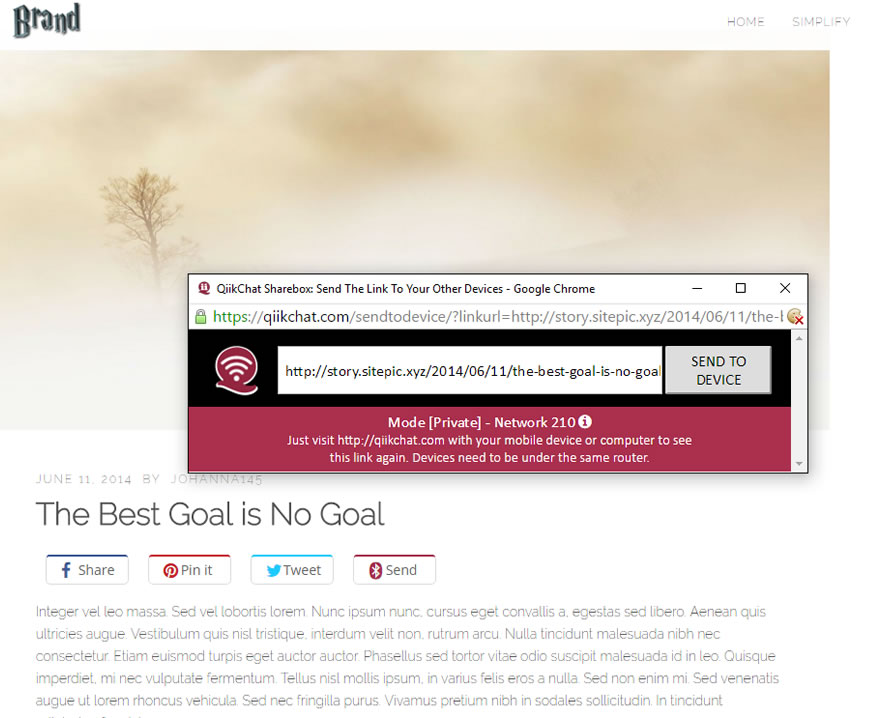 Brand
HOME SIMPLIFY
QiikChat Sharebox: Send The Link To Your Other Devices - Google Chrome
https://qiikchat.com/sendtodevice/?linkurl=http://story.sitepic.xyz/2014/06/11/the-
http://story.sitepic.xyz/2014/06/11/the-best-goal-is-no-goal
SEND TO
DEVICE
Mode [Private] - Network 210
Just visit http://qiikchat.com with your mobile device or computer to see
this link again. Devices need to be under the same router.
JUNE 11, 2014 BY JOHANNA145
The Best Goal is No Goal
Share Pin it Tweet Send
Integer vel leo massa. Sed vel lobortis lorem. Nunc ipsum nunc, cursus eget convallis a, egestas sed libero. Aenean quis
ultricies augue. Vestibulum quis nisl tristique, interdum velit non, rutrum arcu. Nulla tincidunt malesuada nibh nec
consectetur. Etiam euismod turpis eget auctor auctor. Phasellus sed tortor vitae odio suscipit malesuada id in leo. Quisque
imperdiet, mi nec vulputate fermentum. Tellus nisl mollis ipsum, in varius felis eros a nulla. Sed non enim mi. Sed venenatis
augue ut lorem rhoncus vehicula. Sed nec fringilla purus. Vivamus pretium nibh in sodales sollicitudin. In tincidunt